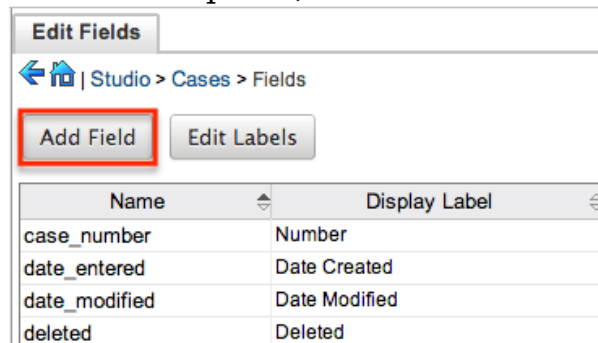 Edit Fields
| Studio > Cases > Fields
Add Field Edit Labels
Name Display Label
case_number Number
date_entered Date Created
date_modified Date Modified
deleted Deleted